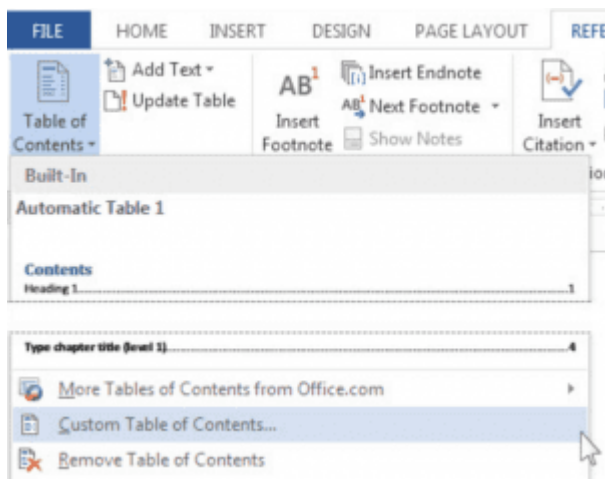 FILE HOME INSERT DESIGN PAGE LAYOUT REFE
Add Text
Update Table
Table of
Contents
AB1
Insert
Footnote
Insert Endnote
AB1 Next Footnote
Show Notes
Insert
Citation
Built-In
Automatic Table 1
Contents
Heading 1........1
Type chapter title (level 1)........4
More Tables of Contents from Office.com
Custom Table of Contents...
Remove Table of Contents